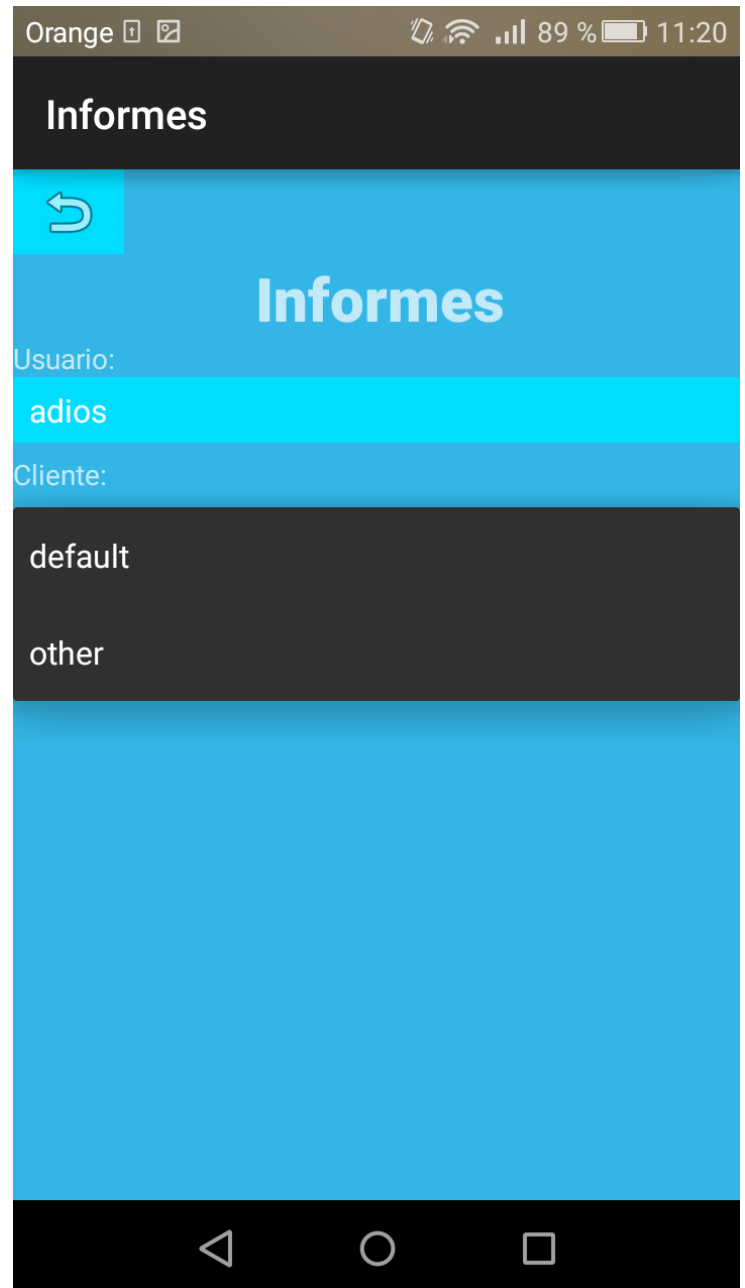 Orange 89 % 11:20
Informes
Informes
Usuario:
adios
Cliente:
default
other